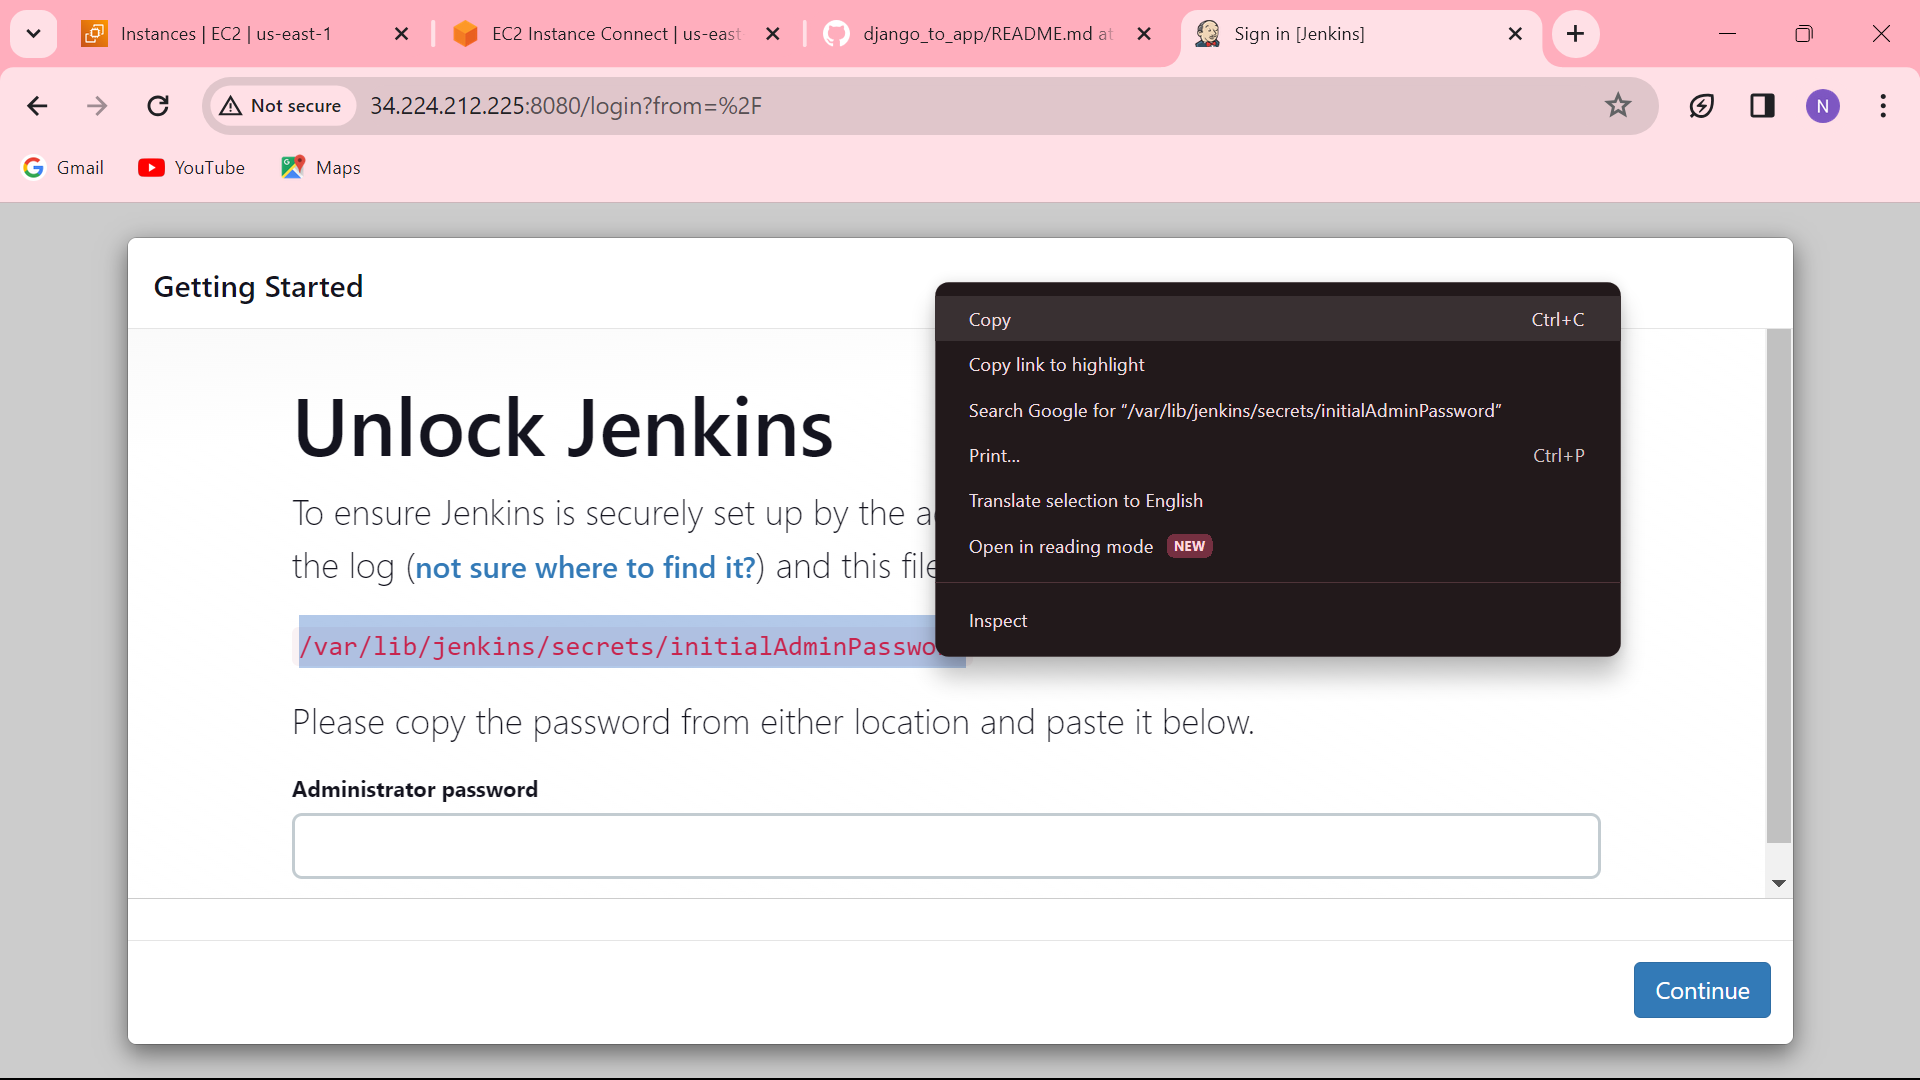 Instances | EC2 | us-east-1
EC2 Instance Connect | us-east
django_to_app/README.md at
Sign in [Jenkins]
Not secure
34.224.212.225:8080/login?from=%2F
N
Gmail
YouTube
Maps
Getting Started
Unlock Jenkins
To ensure Jenkins is securely set up by the a
the log (not sure where to find it?) and this file
/var/lib/jenkins/secrets/initialAdminPasswo
Please copy the password from either location and paste it below.
Administrator password
Continue
Copy Ctrl+C
Copy link to highlight
Search Google for “/var/lib/jenkins/secrets/initialAdminPassword”
Print... Ctrl+P
Translate selection to English
Open in reading mode NEW
Inspect